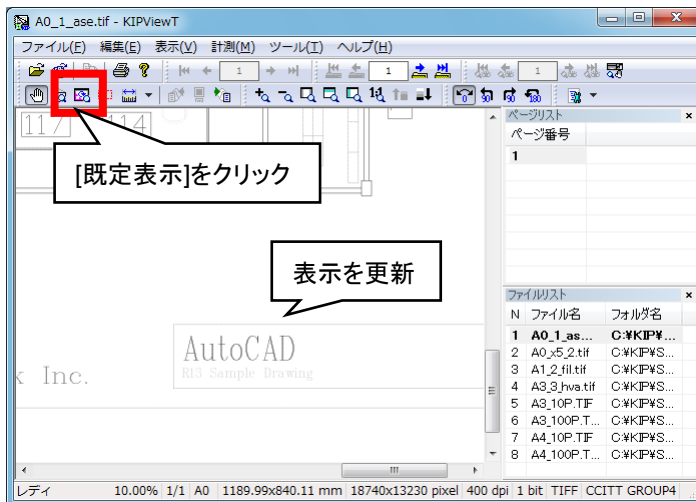 A0_1_ase.tif - KIPViewT
ファイル(F) 編集(E) 表示(V) 計測(M) ツール(T) ヘルプ(H)
1 1 1
90 90 90
117 114
[既定表示]をクリック
表示を更新
AutoCAD
R13 Sample Drawing
k Inc.
ページリスト
ページ番号
1
ファイルリスト
N ファイル名 フォルダ名
1 A0_1_as... C:¥KIP¥...
2 A0_x5_2.tif C:¥KIP¥S...
3 A1_2_fil.tif C:¥KIP¥S...
4 A3_3_hva.tif C:¥KIP¥S...
5 A3_10P.TIF C:¥KIP¥S...
6 A3_100P.T... C:¥KIP¥S...
7 A4_10P.TIF C:¥KIP¥S...
8 A4_100P.T... C:¥KIP¥S...
レディ 10.00% 1/1 A0 1189.99x840.11 mm 18740x13230 pixel 400 dpi 1 bit TIFF CCITT GROUP4